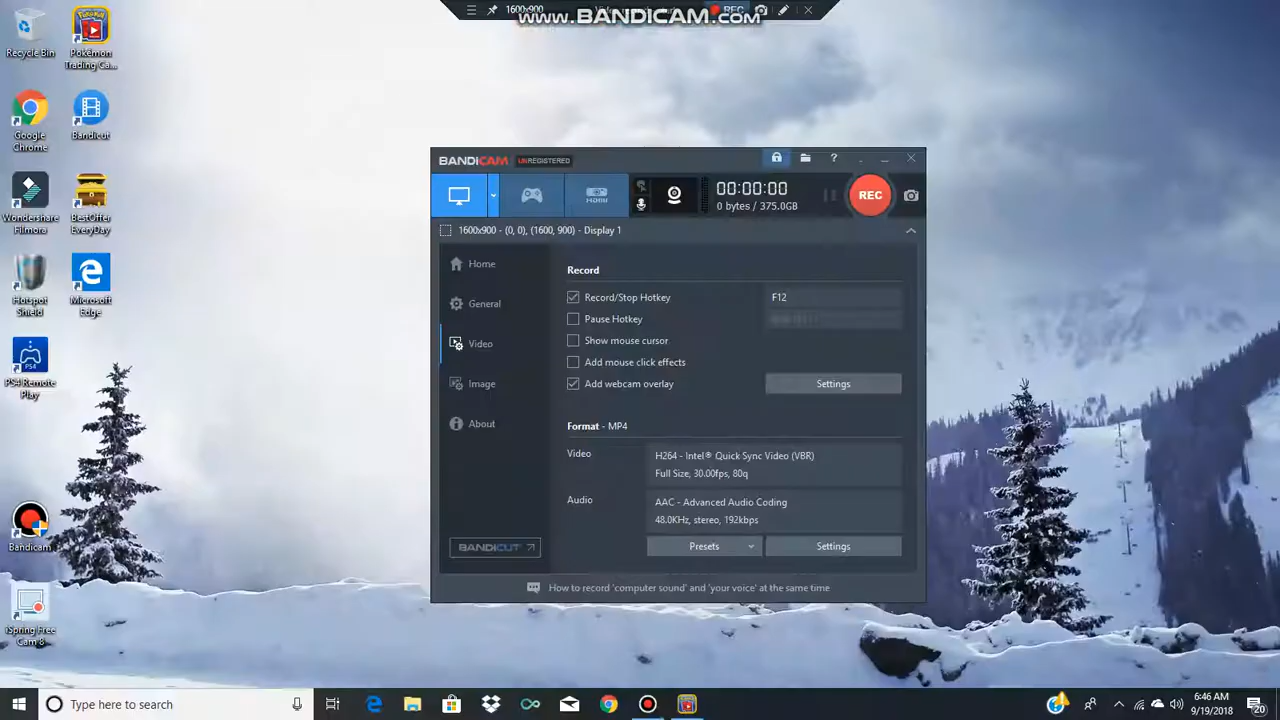 1600x900
REC
www.BANDICAM.com
Recycle Bin
Pokémon
Trading Ca...
Google
Chrome
Bandicut
Wondershare
Filmora
BestOffer
EveryDay
Hotspot
Shield
Microsoft
Edge
PS4 Remote
Play
Bandicam
iSpring Free
Cam 8
BANDICAM UNREGISTERED
?
HDMI
00:00:00
0 bytes / 375.0GB
REC
1600x900 - (0, 0), (1600, 900) - Display 1
Home
General
Video
Image
About
BANDICUT
Record
Record/Stop Hotkey
F12
Pause Hotkey
Show mouse cursor
Add mouse click effects
Add webcam overlay
Settings
Format - MP4
Video
H264 - Intel® Quick Sync Video (VBR)
Full Size, 30.00fps, 80q
Audio
AAC - Advanced Audio Coding
48.0KHz, stereo, 192kbps
Presets
Settings
How to record 'computer sound' and 'your voice' at the same time
Type here to search
6:46 AM
9/19/2018
20